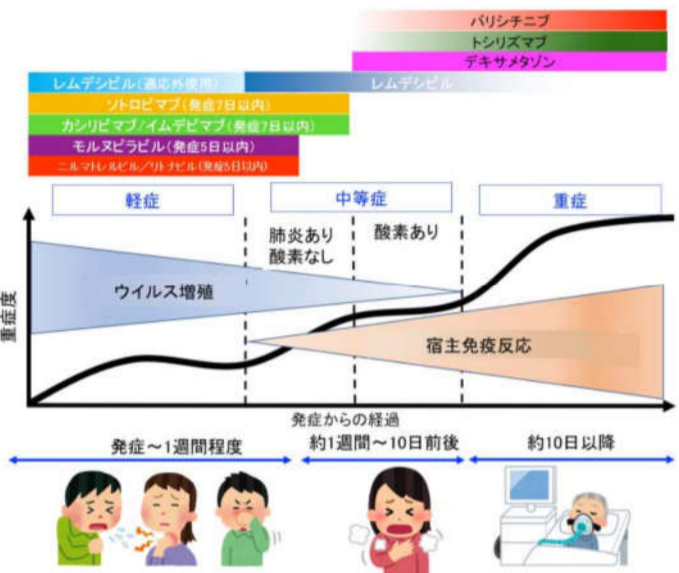 バリシチニブ
トシリズマブ
デキサメタゾン
レムデシビル(適応外使用)
レムデシビル
ソトロビマブ(発症7日以内)
カシリビマブ/イムデビマブ(発症7日以内)
モルヌピラビル(発症5日以内)
ニルマトレルビル/リトナビル(発症5日以内)
軽症
中等症
重症
肺炎あり
酸素なし
酸素あり
重症度
ウイルス増殖
宿主免疫反応
発症からの経過
発症～1週間程度
約1週間～10日前後
約10日以降